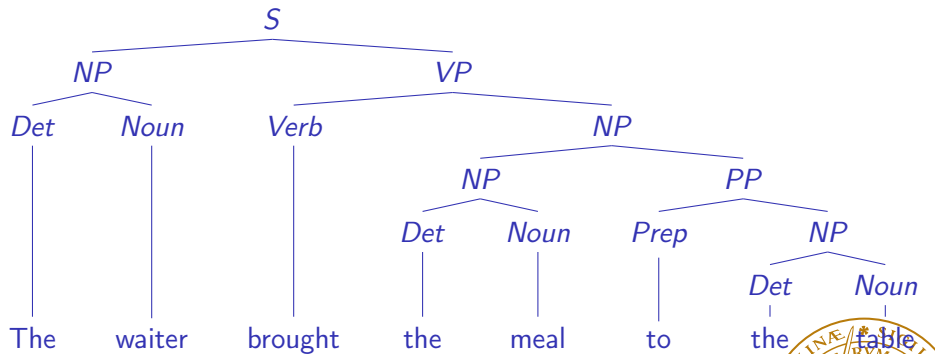 S
NP VP
Det Noun Verb NP
NP PP
Det Noun Prep NP
Det Noun
The waiter brought the meal to the table